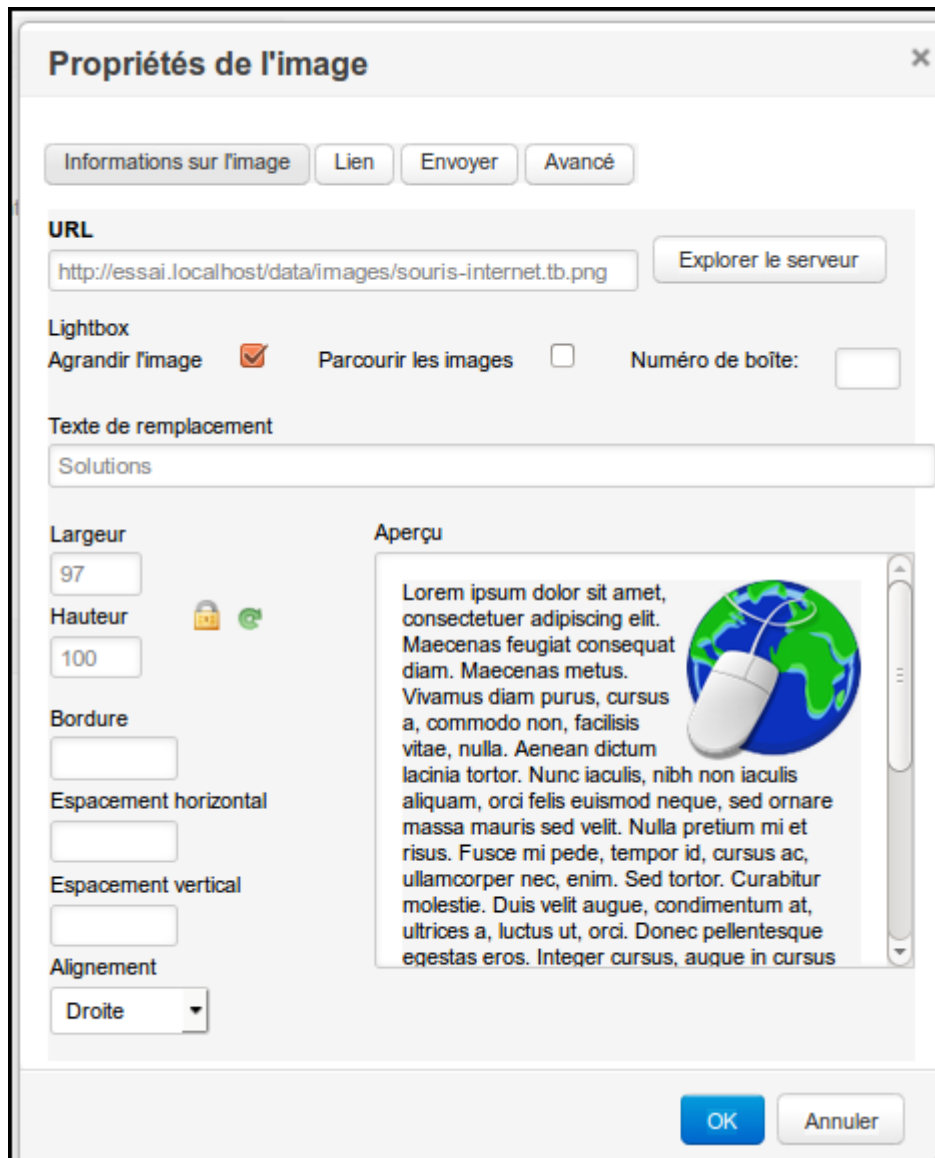 Propriétés de l'image
Informations sur l'image Lien Envoyer Avancé
URL
http://essai.localhost/data/images/souris-internet.tb.png Explorer le serveur
Lightbox
Agrandir l'image Parcourir les images Numéro de boîte:
Texte de remplacement
Solutions
Largeur
97
Hauteur
100
Bordure
Espacement horizontal
Espacement vertical
Alignement
Droite
Aperçu
Lorem ipsum dolor sit amet,
consectetuer adipiscing elit.
Maecenas feugiat consequat
diam. Maecenas metus.
Vivamus diam purus, cursus
a, commodo non, facilisis
vitae, nulla. Aenean dictum
lacinia tortor. Nunc iaculis, nibh non iaculis
aliquam, orci felis euismod neque, sed ornare
massa mauris sed velit. Nulla pretium mi et
risus. Fusce mi pede, tempor id, cursus ac,
ullamcorper nec, enim. Sed tortor. Curabitur
molestie. Duis velit augue, condimentum at,
ultrices a, luctus ut, orci. Donec pellentesque
egestas eros. Integer cursus, augue in cursus
OK Annuler